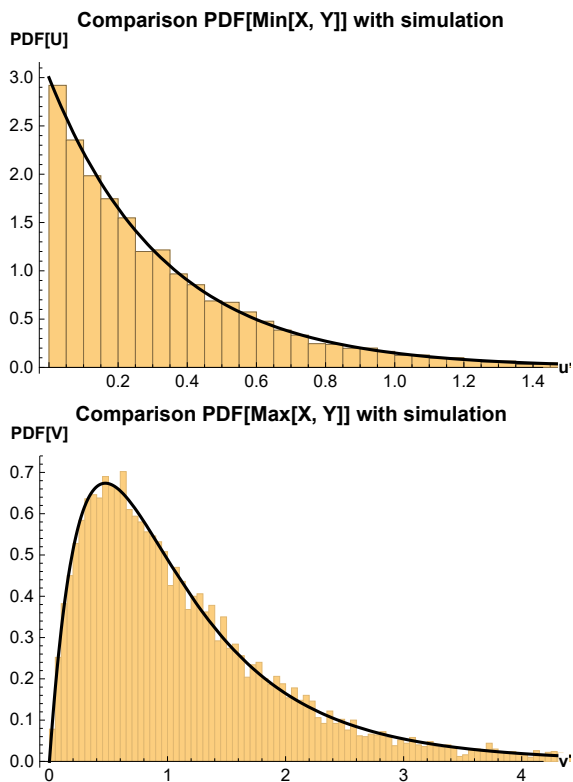 Comparison PDF[Min[X, Y]] with simulation
PDF[U]
3.0
2.5
2.0
1.5
1.0
0.5
0.0
0.2 0.4 0.6 0.8 1.0 1.2 1.4 u'
Comparison PDF[Max[X, Y]] with simulation
PDF[V]
0.7
0.6
0.5
0.4
0.3
0.2
0.1
0.0
0 1 2 3 4 v'